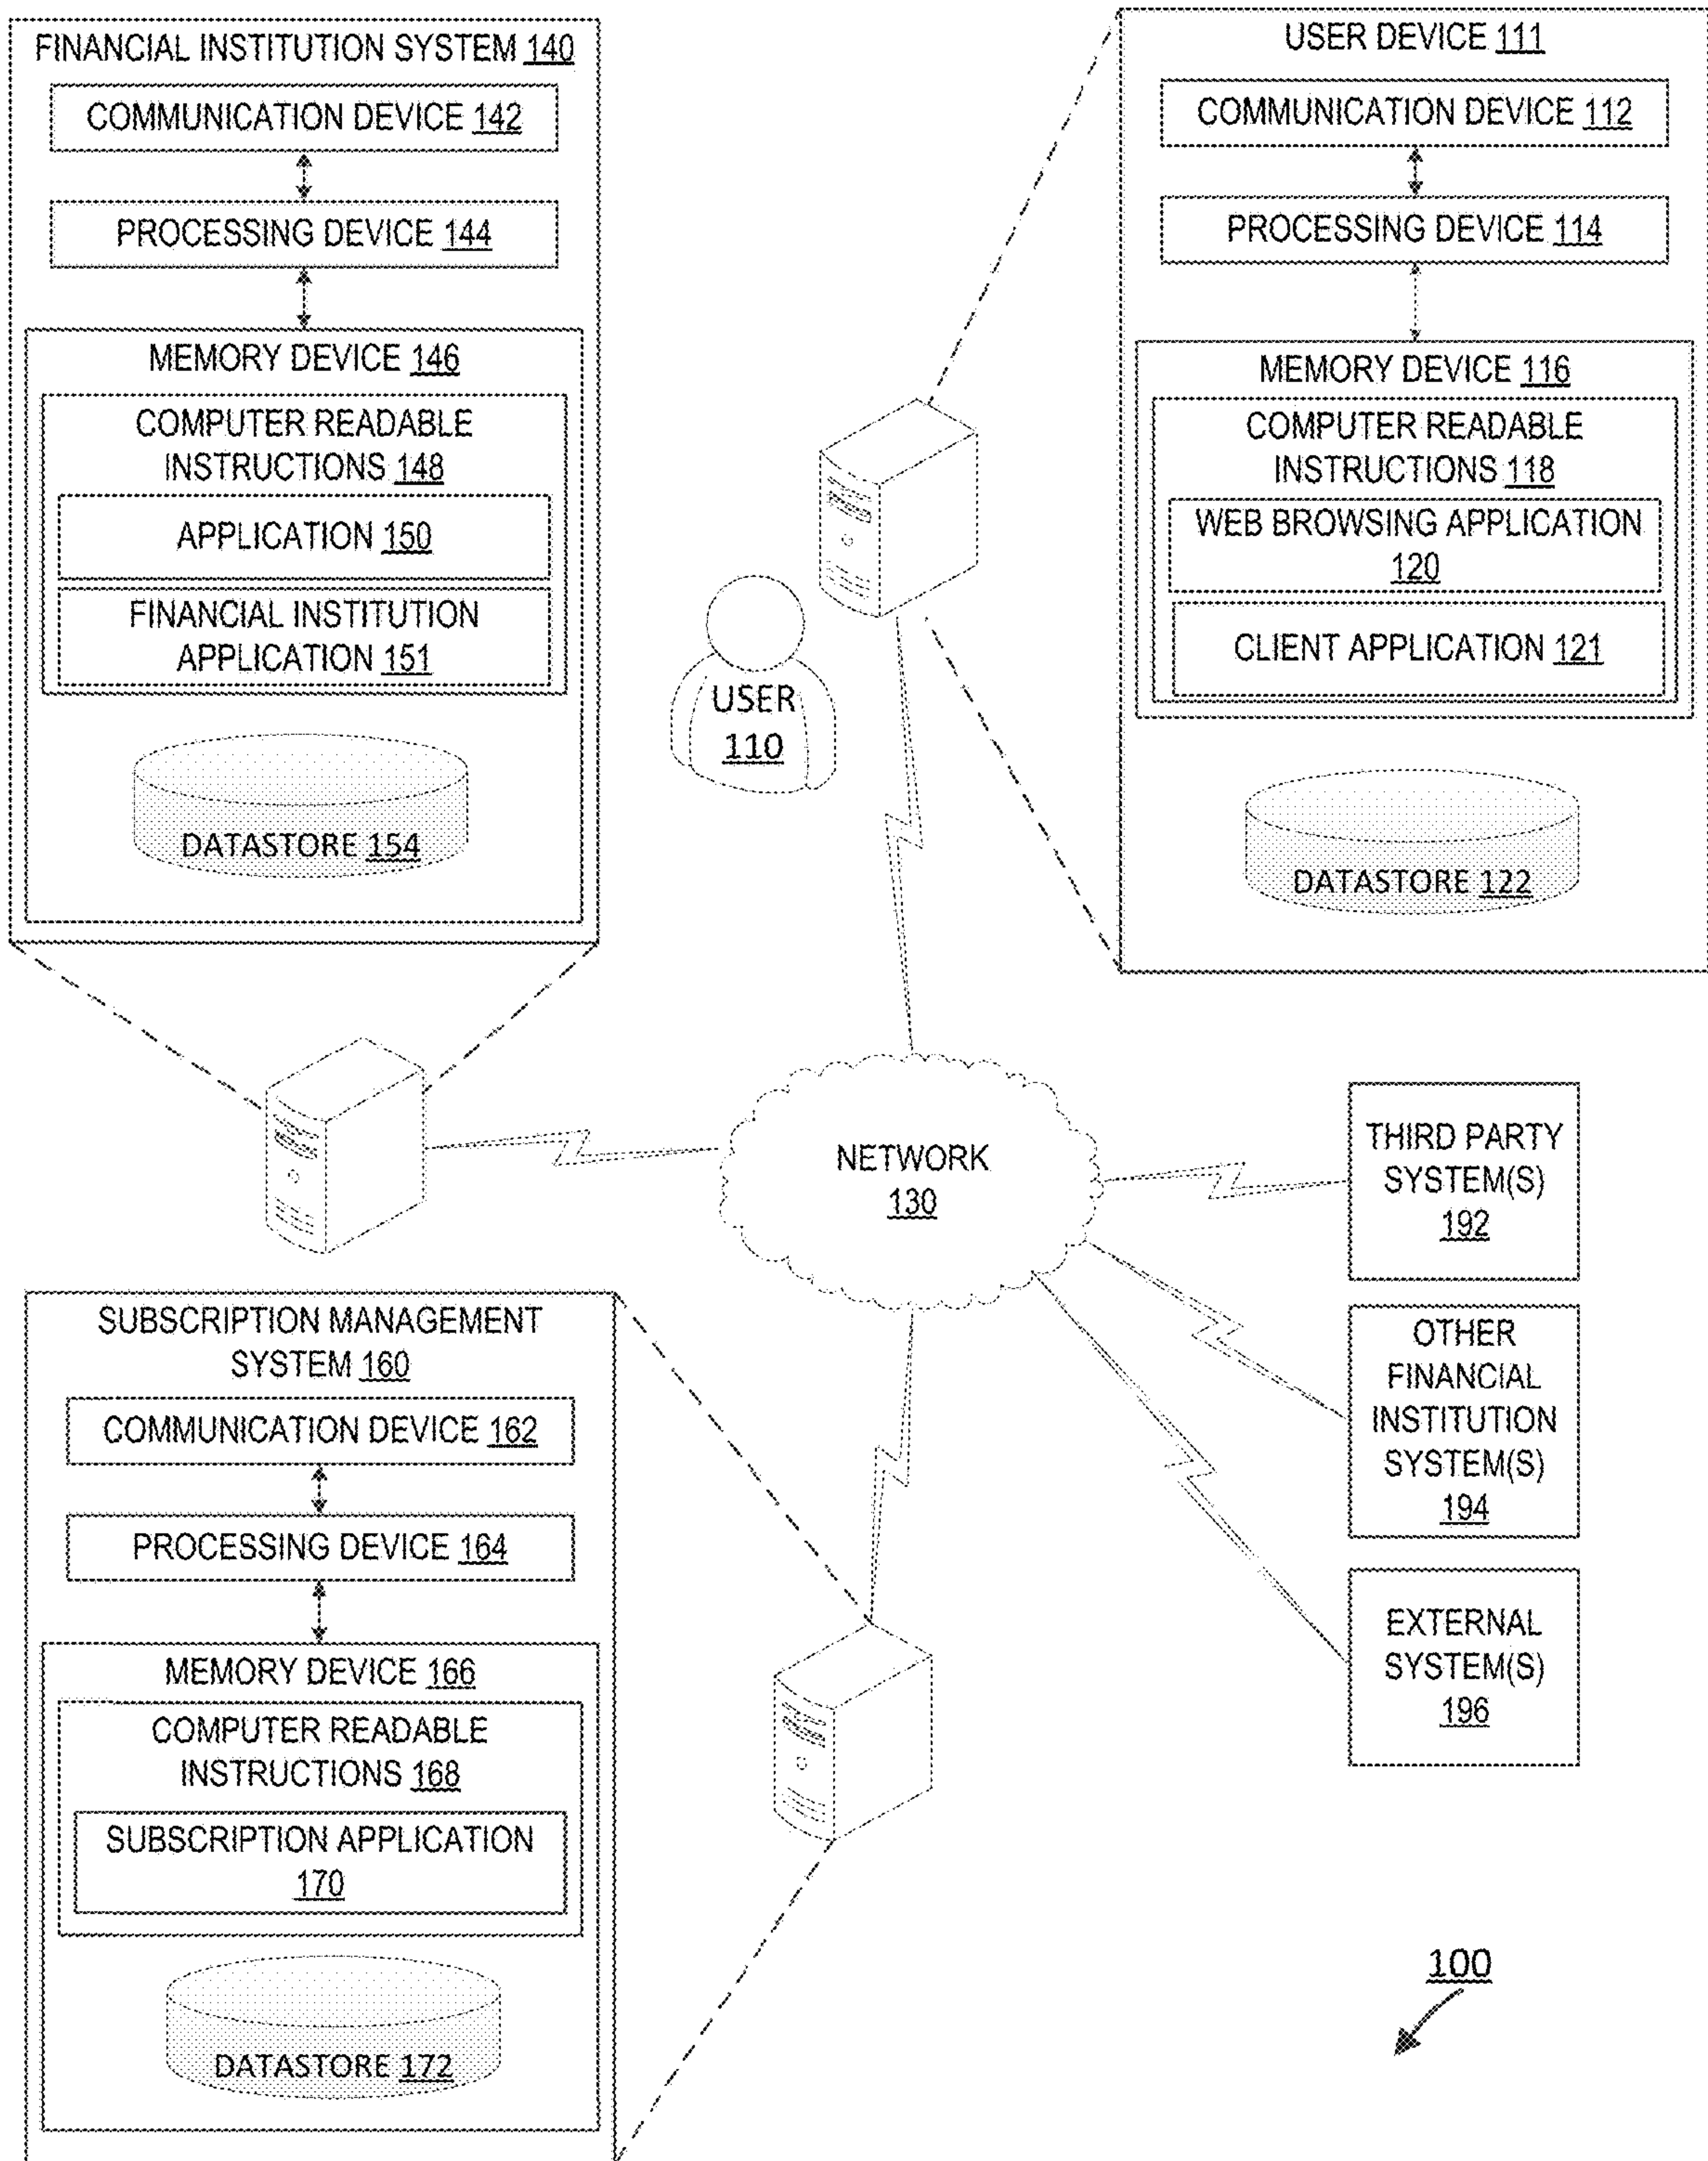 FINANCIAL INSTITUTION SYSTEM 140
COMMUNICATION DEVICE 142
PROCESSING DEVICE 144
MEMORY DEVICE 146
COMPUTER READABLE
INSTRUCTIONS 148
APPLICATION 150
FINANCIAL INSTITUTION
APPLICATION 151
DATASTORE 154
USER DEVICE 111
COMMUNICATION DEVICE 112
PROCESSING DEVICE 114
MEMORY DEVICE 116
COMPUTER READABLE
INSTRUCTIONS 118
WEB BROWSING APPLICATION
120
CLIENT APPLICATION 121
DATASTORE 122
USER
110
NETWORK
130
THIRD PARTY
SYSTEM(S)
192
OTHER
FINANCIAL
INSTITUTION
SYSTEM(S)
194
EXTERNAL
SYSTEM(S)
196
SUBSCRIPTION MANAGEMENT
SYSTEM 160
COMMUNICATION DEVICE 162
PROCESSING DEVICE 164
MEMORY DEVICE 166
COMPUTER READABLE
INSTRUCTIONS 168
SUBSCRIPTION APPLICATION
170
DATASTORE 172
100